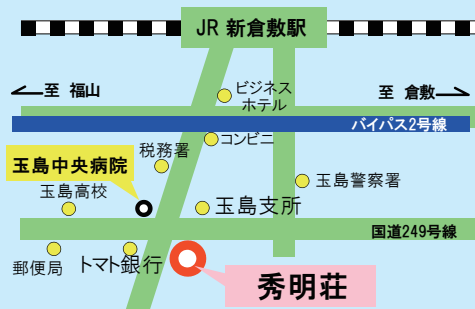 JR 新倉敷駅
至 福山
ビジネス
ホテル
至 倉敷
バイパス2号線
コンビニ
税務署
玉島中央病院
玉島高校
玉島警察署
玉島支所
国道249号線
郵便局
トマト銀行
秀明荘